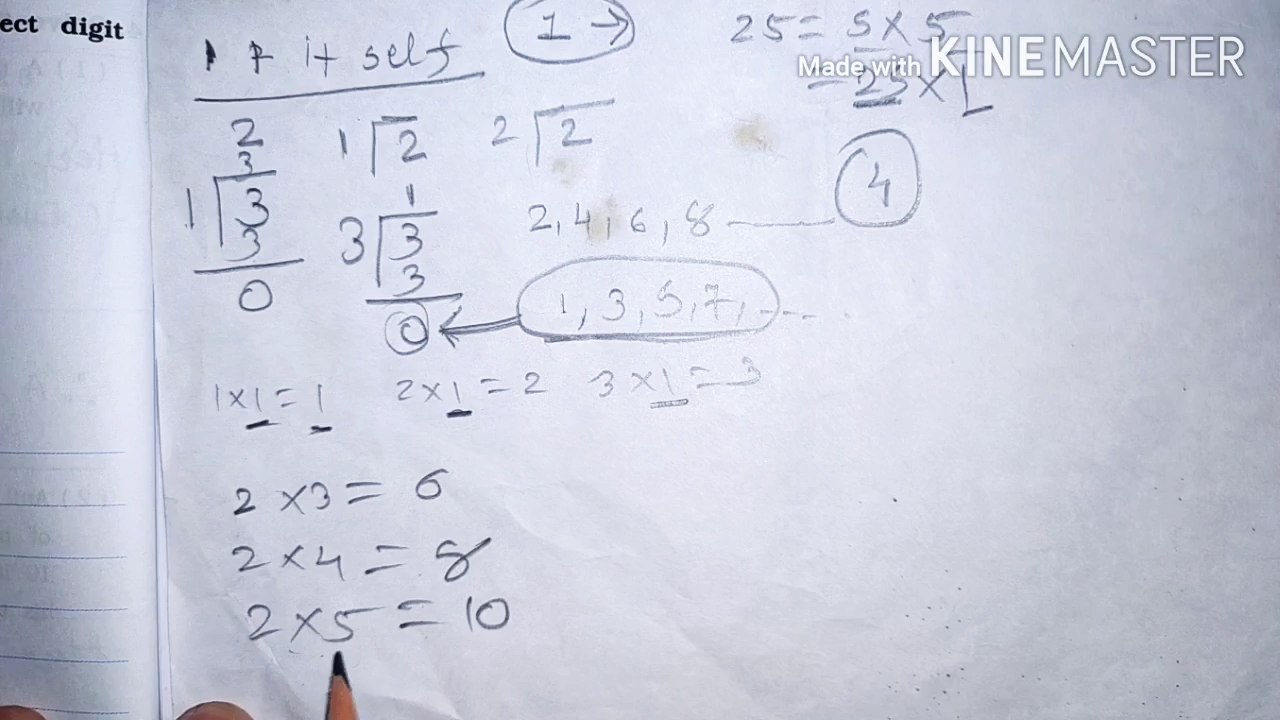 ect digit
1 & it self
1 →
25 = 5 × 5
= 25 × 1
Made with KINEMASTER
2
3
1 3
3
0
1 2
2 2
1
3 3
3
0
4
2, 4, 6, 8
1, 3, 5, 7, ----
1 × 1 = 1 2 × 1 = 2 3 × 1 = 3
2 × 3 = 6
2 × 4 = 8
2 × 5 = 10